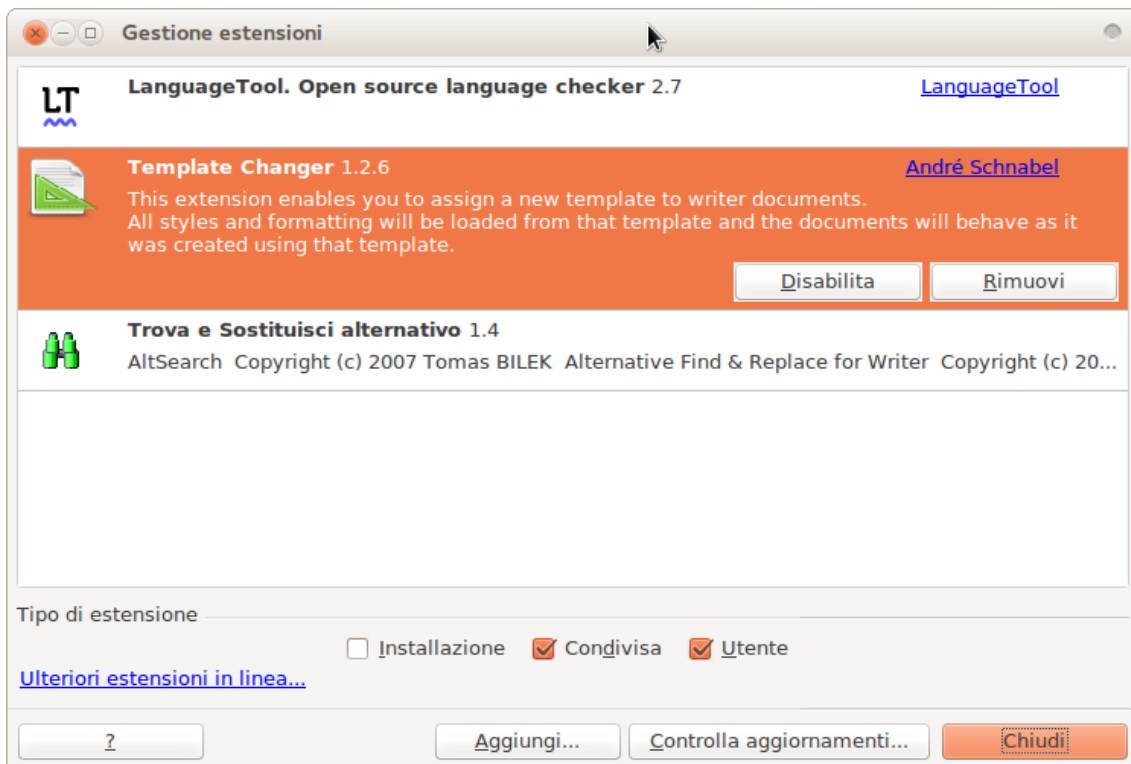 Gestione estensioni
LT
LanguageTool. Open source language checker 2.7 LanguageTool
Template Changer 1.2.6 André Schnabel
This extension enables you to assign a new template to writer documents.
All styles and formatting will be loaded from that template and the documents will behave as it
was created using that template.
Disabilita Rimuovi
Trova e Sostituisci alternativo 1.4
AltSearch Copyright (c) 2007 Tomas BILEK Alternative Find & Replace for Writer Copyright (c) 20...
Tipo di estensione
Installazione Condivisa Utente
Ulteriori estensioni in linea...
? Aggiungi... Controlla aggiornamenti... Chiudi